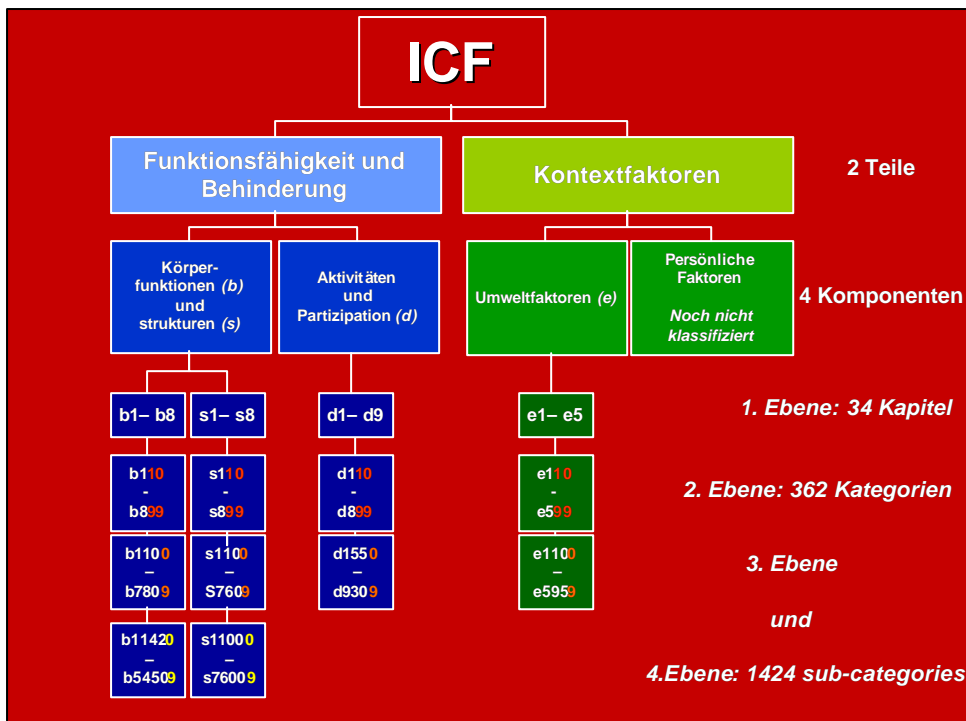 ICF
Funktionsfähigkeit und
Behinderung
Kontextfaktoren
2 Teile
Körper-
funktionen (b)
und
strukturen (s)
Aktivitäten
und
Partizipation (d)
Umweltfaktoren (e)
Persönliche
Faktoren
Noch nicht
klassifiziert
4 Komponenten
b1– b8
s1– s8
d1– d9
e1– e5
1. Ebene: 34 Kapitel
b110
-
b899
s110
-
s899
d110
-
d899
e110
-
e599
2. Ebene: 362 Kategorien
b1100
–
b7809
s1100
–
S7609
d1550
–
d9309
e1100
–
e5959
3. Ebene
und
b11420
–
b54509
s11000
–
s76009
4.Ebene: 1424 sub-categories